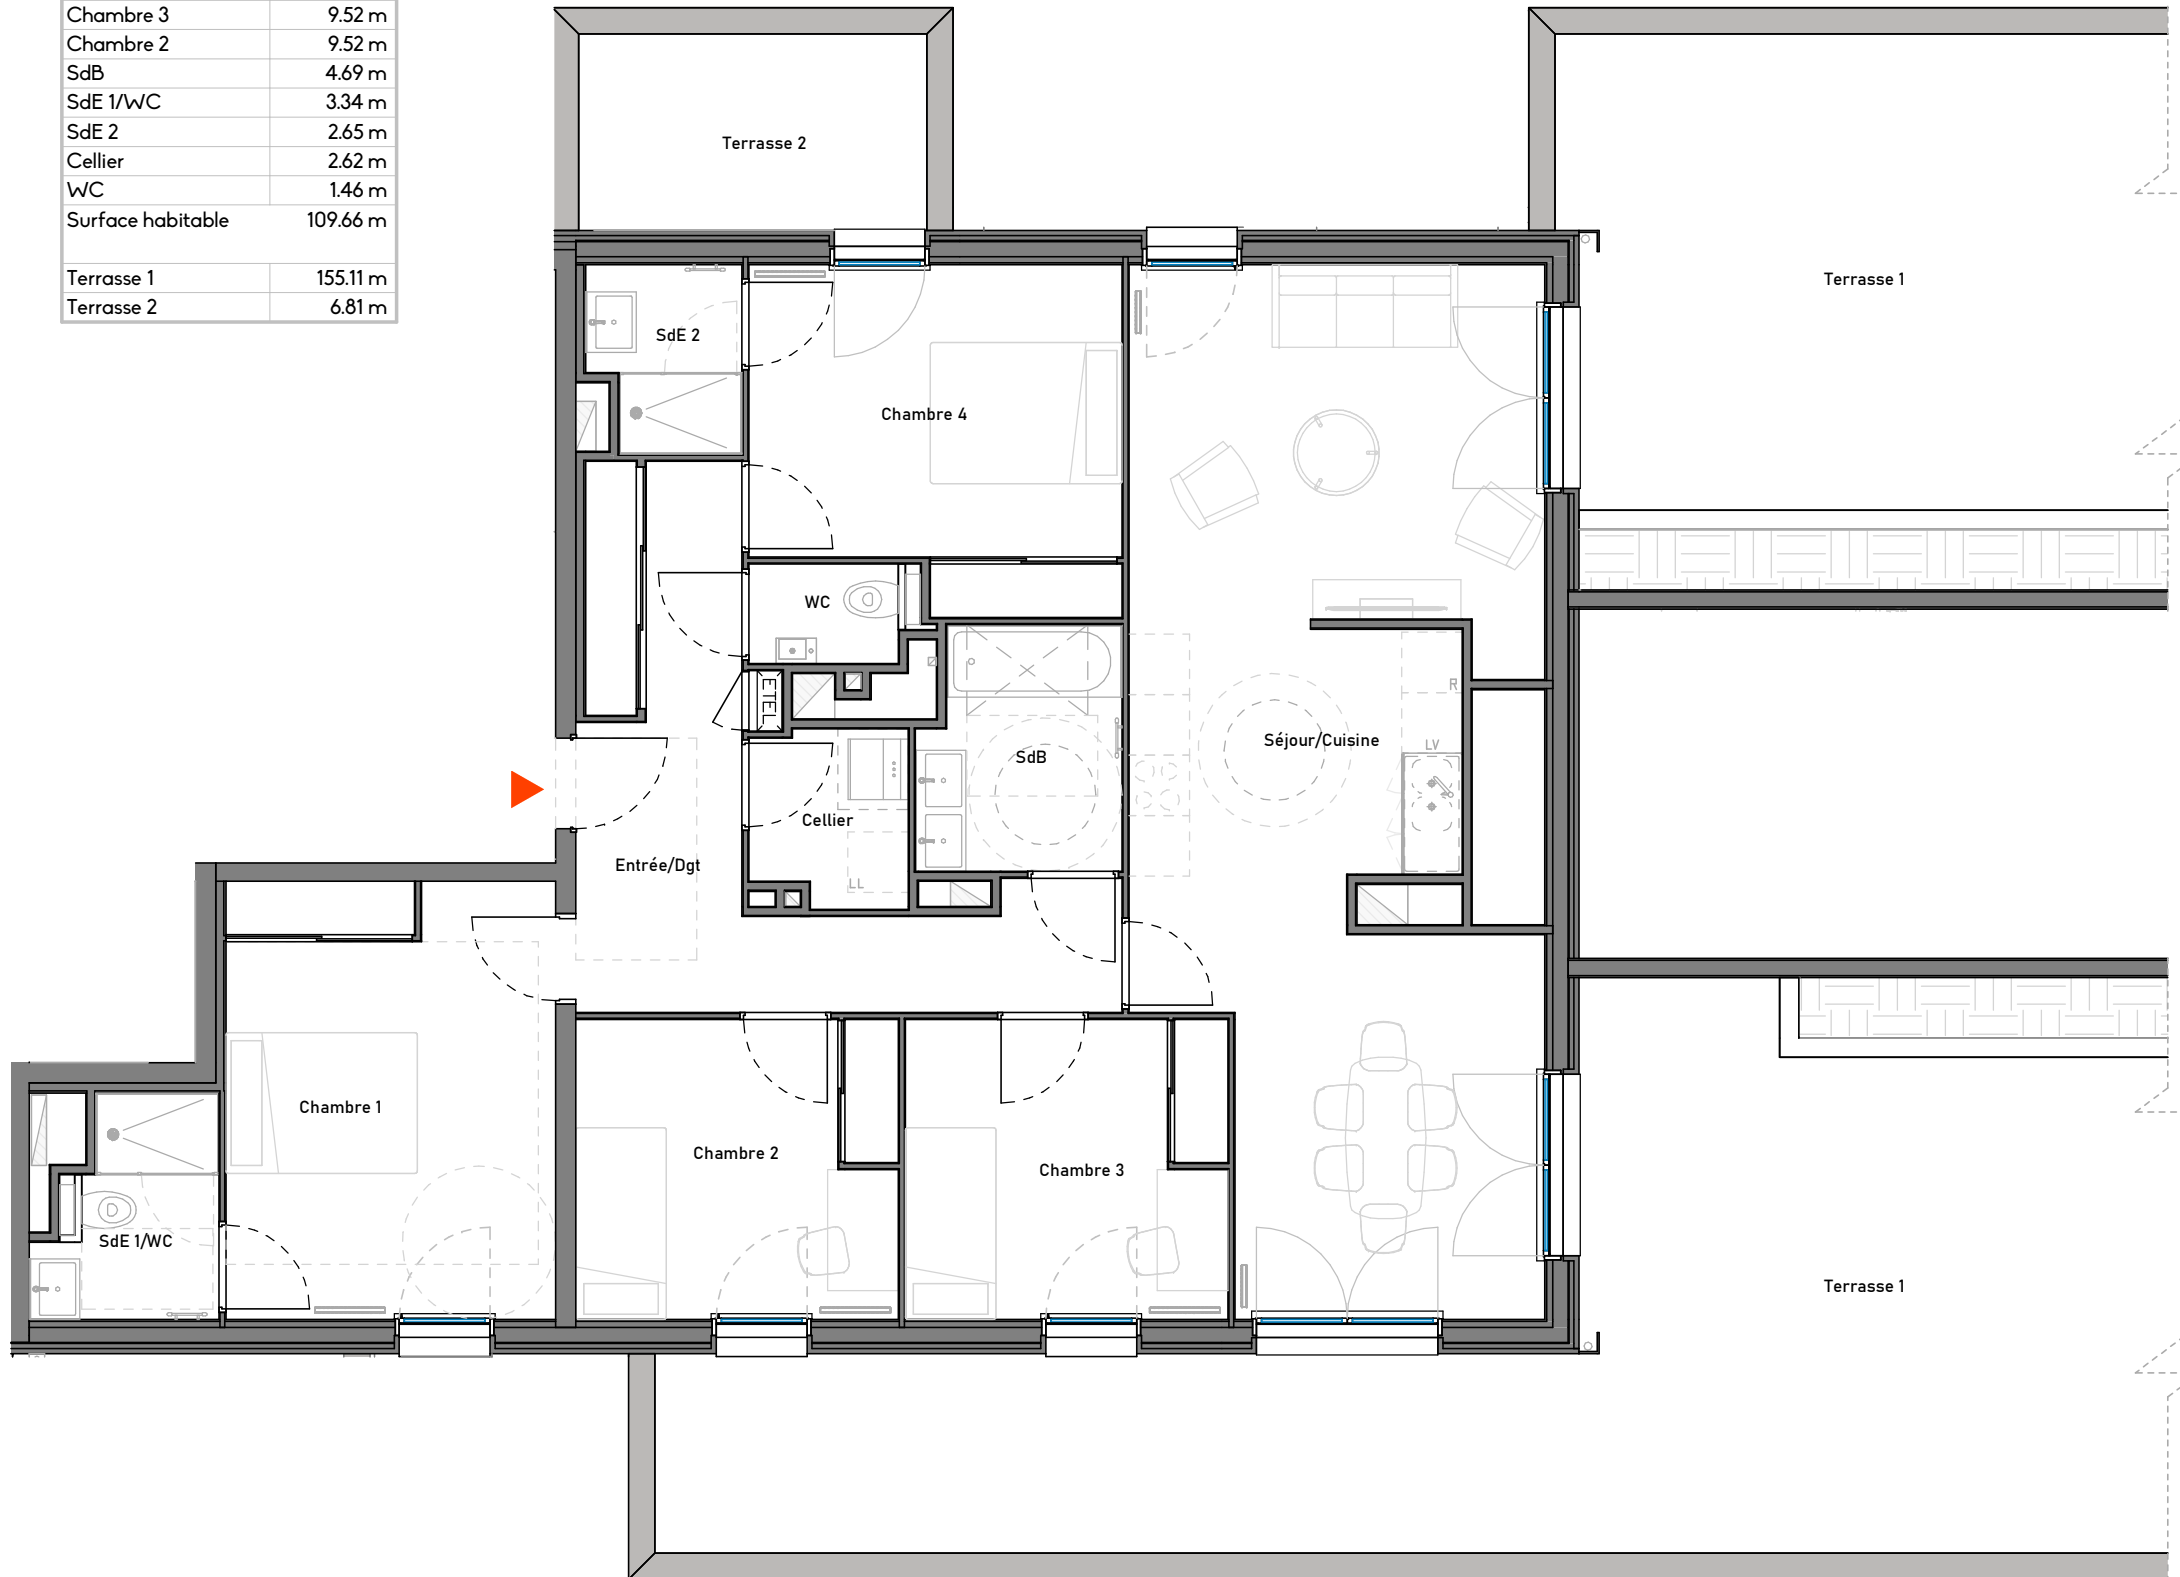 Chambre 3 9.52 m
Chambre 2 9.52 m
SdB 4.69 m
SdE 1/WC 3.34 m
SdE 2 2.65 m
Cellier 2.62 m
WC 1.46 m
Surface habitable 109.66 m
Terrasse 1 155.11 m
Terrasse 2 6.81 m
Terrasse 2
Terrasse 1
SdE 2
Chambre 4
WC
ETEL
R
Séjour/Cuisine
LV
SdB
Cellier
Entrée/Dgt
LL
Chambre 1
Chambre 2
Chambre 3
SdE 1/WC
Terrasse 1